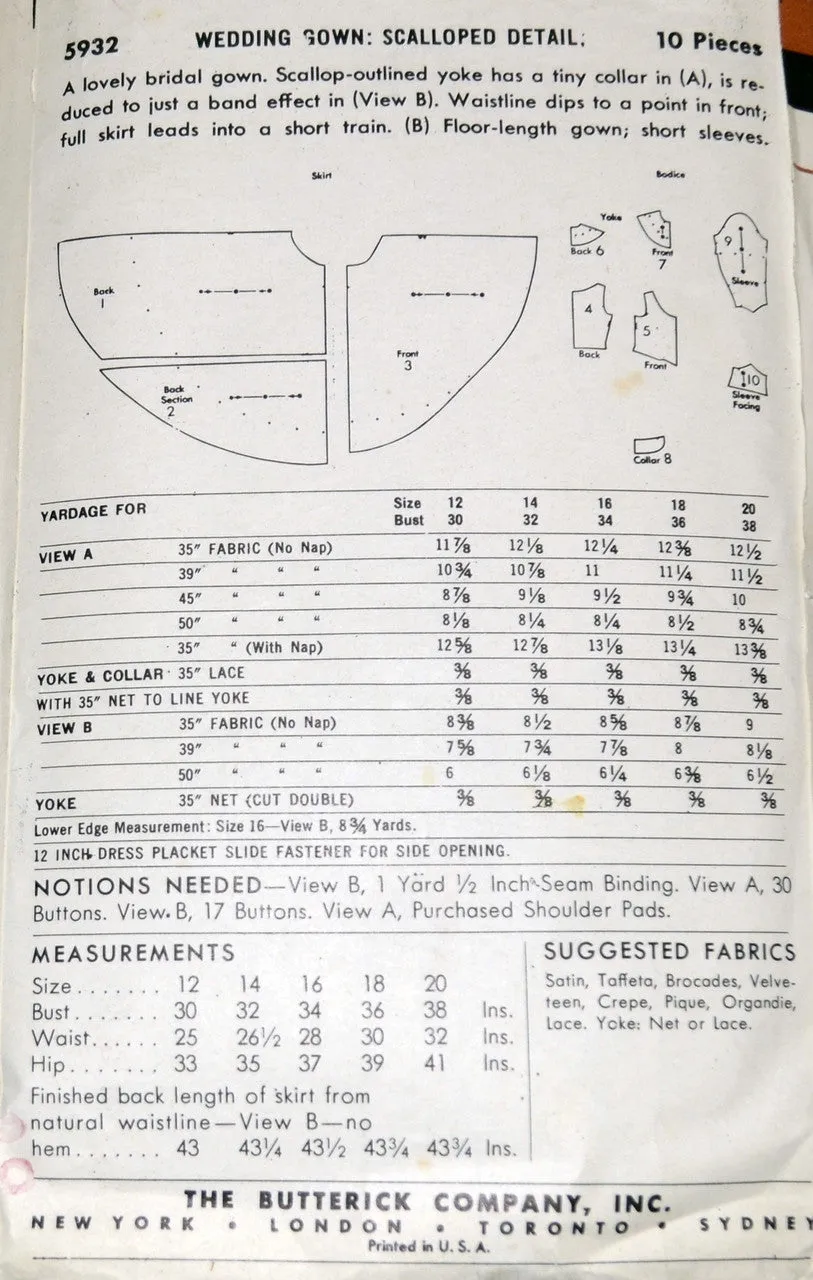 5932 WEDDING GOWN: SCALLOPED DETAIL. 10 Pieces
A lovely bridal gown. Scallop-outlined yoke has a tiny collar in (A), is re-
duced to just a band effect in (View B). Waistline dips to a point in front;
full skirt leads into a short train. (B) Floor-length gown; short sleeves.
Skirt Bodice
Yoke
Back 6
Front
7
9
Sleeve
Back
1
4
Back
5
Front
Front
3
Back
Section
2
10
Sleeve
Facing
Collar 8
YARDAGE FOR Size 12 14 16 18 20
Bust 30 32 34 36 38
VIEW A 35" FABRIC (No Nap) 11⅞ 12⅛ 12¼ 12⅜ 12½
39" " " " 10¾ 10⅞ 11 11¼ 11½
45" " " " 8⅞ 9⅛ 9½ 9¾ 10
50" " " " 8⅛ 8¼ 8¼ 8½ 8¾
35" " (With Nap) 12⅝ 12⅞ 13⅛ 13¼ 13⅜
YOKE & COLLAR 35" LACE ⅜ ⅜ ⅜ ⅜ ⅜
WITH 35" NET TO LINE YOKE ⅜ ⅜ ⅜ ⅜ ⅜
VIEW B 35" FABRIC (No Nap) 8⅜ 8½ 8⅝ 8⅞ 9
39" " " " 7⅝ 7¾ 7⅞ 8 8⅛
50" " " " 6 6⅛ 6¼ 6⅜ 6½
YOKE 35" NET (CUT DOUBLE) ⅜ ⅜ ⅜ ⅜ ⅜
Lower Edge Measurement: Size 16—View B, 8¾ Yards.
12 INCH DRESS PLACKET SLIDE FASTENER FOR SIDE OPENING.
NOTIONS NEEDED—View B, 1 Yard ½ Inch Seam Binding. View A, 30
Buttons. View B, 17 Buttons. View A, Purchased Shoulder Pads.
MEASUREMENTS
Size....... 12 14 16 18 20
Bust....... 30 32 34 36 38 Ins.
Waist...... 25 26½ 28 30 32 Ins.
Hip........ 33 35 37 39 41 Ins.
Finished back length of skirt from
natural waistline—View B—no
hem....... 43 43¼ 43½ 43¾ 43¾ Ins.
SUGGESTED FABRICS
Satin, Taffeta, Brocades, Velve-
teen, Crepe, Pique, Organdie,
Lace. Yoke: Net or Lace.
THE BUTTERICK COMPANY, INC.
NEW YORK • LONDON • TORONTO • SYDNEY
Printed in U. S. A.